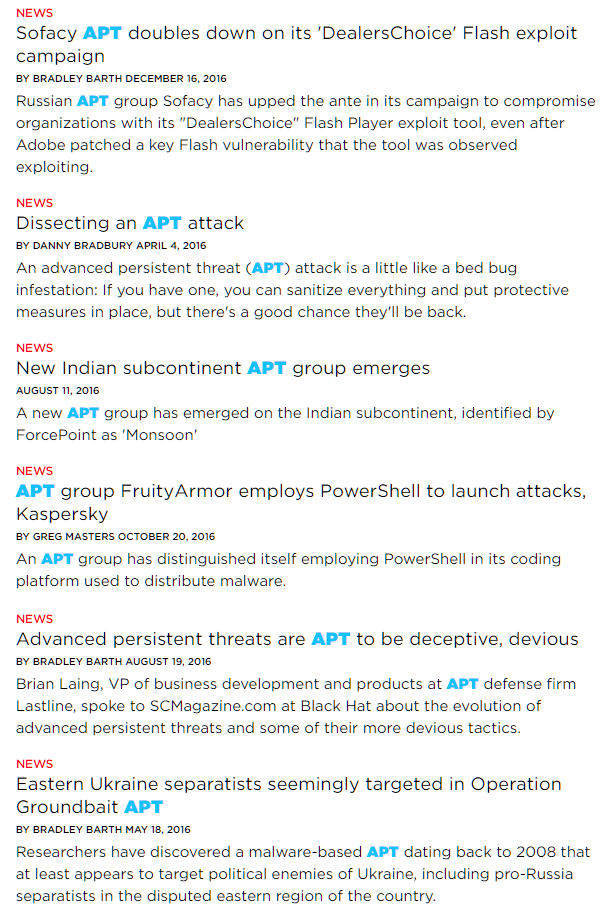 NEWS
Sofacy APT doubles down on its 'DealersChoice' Flash exploit
campaign
BY BRADLEY BARTH DECEMBER 16, 2016
Russian APT group Sofacy has upped the ante in its campaign to compromise
organizations with its "DealersChoice" Flash Player exploit tool, even after
Adobe patched a key Flash vulnerability that the tool was observed
exploiting.
NEWS
Dissecting an APT attack
BY DANNY BRADBURY APRIL 4, 2016
An advanced persistent threat (APT) attack is a little like a bed bug
infestation: If you have one, you can sanitize everything and put protective
measures in place, but there's a good chance they'll be back.
NEWS
New Indian subcontinent APT group emerges
AUGUST 11, 2016
A new APT group has emerged on the Indian subcontinent, identified by
ForcePoint as 'Monsoon'
NEWS
APT group FruityArmor employs PowerShell to launch attacks,
Kaspersky
BY GREG MASTERS OCTOBER 20, 2016
An APT group has distinguished itself employing PowerShell in its coding
platform used to distribute malware.
NEWS
Advanced persistent threats are APT to be deceptive, devious
BY BRADLEY BARTH AUGUST 19, 2016
Brian Laing, VP of business development and products at APT defense firm
Lastline, spoke to SCMagazine.com at Black Hat about the evolution of
advanced persistent threats and some of their more devious tactics.
NEWS
Eastern Ukraine separatists seemingly targeted in Operation
Groundbait APT
BY BRADLEY BARTH MAY 18, 2016
Researchers have discovered a malware-based APT dating back to 2008 that
at least appears to target political enemies of Ukraine, including pro-Russia
separatists in the disputed eastern region of the country.